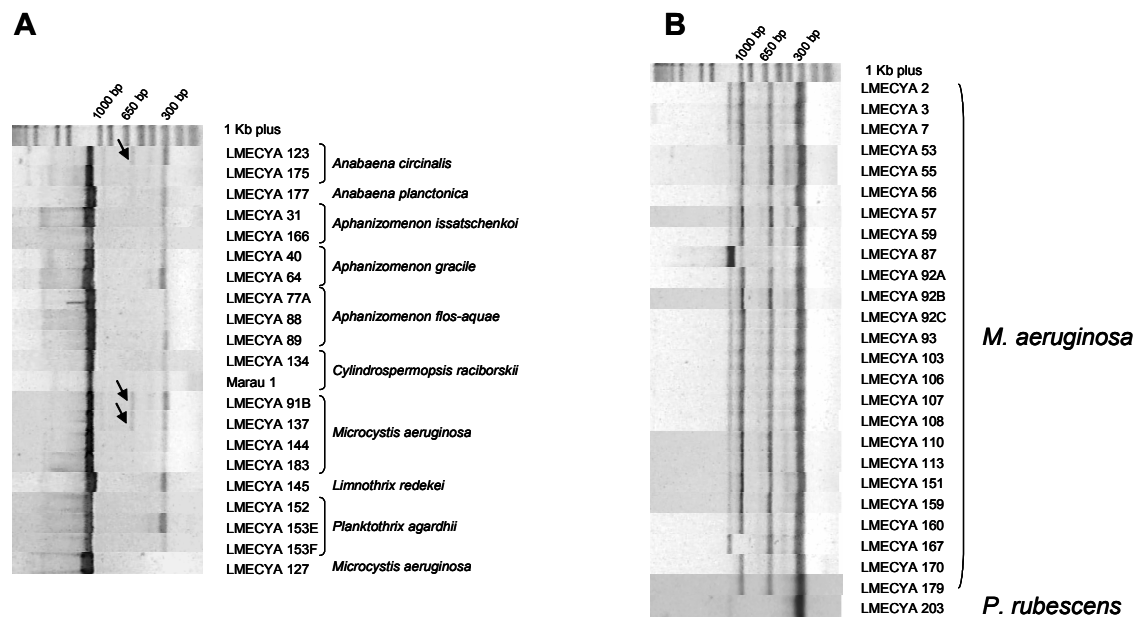 A
1000 bp 650 bp 300 bp
1 Kb plus
LMECYA 123
LMECYA 175
Anabaena circinalis
LMECYA 177 Anabaena planctonica
LMECYA 31
LMECYA 166
Aphanizomenon issatschenkoi
LMECYA 40
LMECYA 64
Aphanizomenon gracile
LMECYA 77A
LMECYA 88
LMECYA 89
Aphanizomenon flos-aquae
LMECYA 134
Marau 1
Cylindrospermopsis raciborskii
LMECYA 91B
LMECYA 137
LMECYA 144
LMECYA 183
Microcystis aeruginosa
LMECYA 145 Limnothrix redekei
LMECYA 152
LMECYA 153E
LMECYA 153F
Planktothrix agardhii
LMECYA 127 Microcystis aeruginosa
B
1000 bp 650 bp 300 bp
1 Kb plus
LMECYA 2
LMECYA 3
LMECYA 7
LMECYA 53
LMECYA 55
LMECYA 56
LMECYA 57
LMECYA 59
LMECYA 87
LMECYA 92A
LMECYA 92B
LMECYA 92C
LMECYA 93
LMECYA 103
LMECYA 106
LMECYA 107
LMECYA 108
LMECYA 110
LMECYA 113
LMECYA 151
LMECYA 159
LMECYA 160
LMECYA 167
LMECYA 170
LMECYA 179
M. aeruginosa
LMECYA 203 P. rubescens